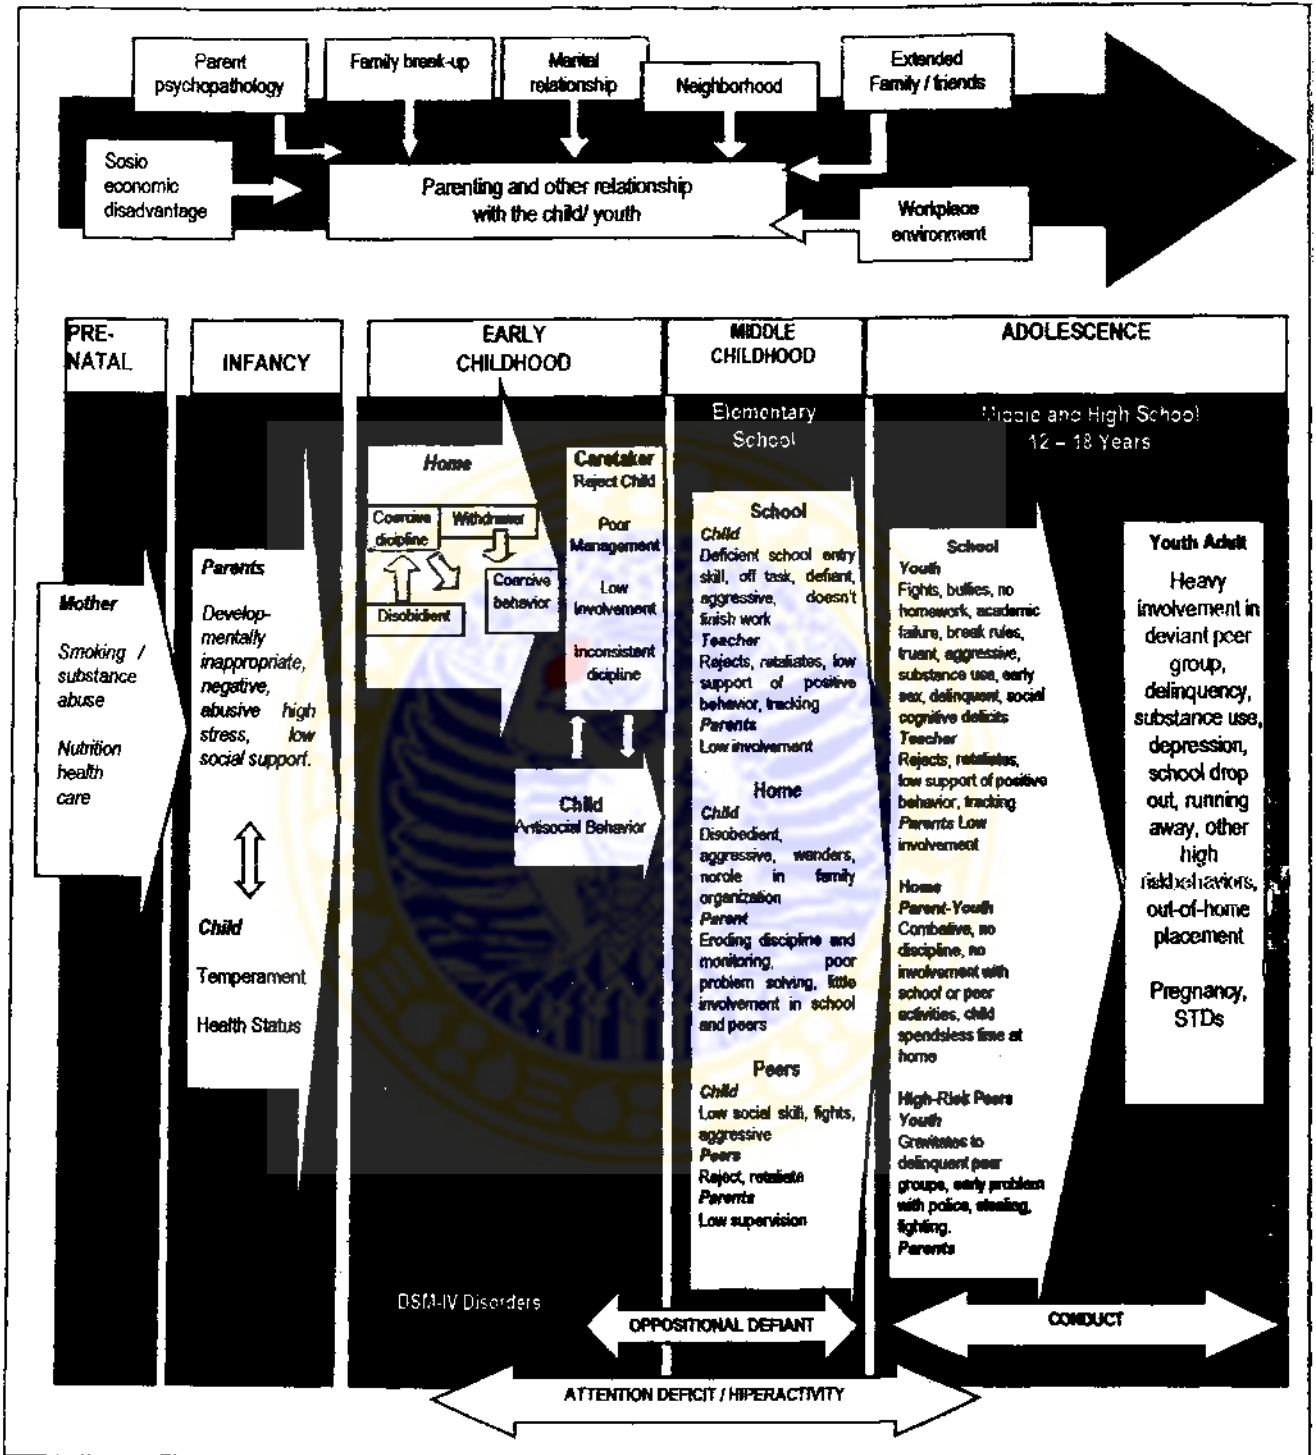 Parent
psychopathology
Family break-up
Marital
relationship
Neighborhood
Extended
Family / friends
Sosio
economic
disadvantage
Parenting and other relationship
with the child/ youth
Workplace
environment
PRE-
NATAL
INFANCY
EARLY
CHILDHOOD
MIDDLE
CHILDHOOD
ADOLESCENCE
Mother
Smoking /
substance
abuse
Nutrition
health
care
Parents
Develop-
mentally
inappropriate,
negative,
abusive high
stress, low
social support.
Child
Temperament
Health Status
Home
Coercive
dicipline
Withdrawer
Disobidient
Coercive
behavior
Caretaker
Reject Child
Poor
Management
Low
Involvement
Inconsistent
dicipline
Child
Antisocial Behavior
Elementary
School
School
Child
Deficient school entry
skill, off task, defiant,
aggressive, doesn't
finish work
Teacher
Rejects, retaliates, low
support of positive
behavior, tracking
Parents
Low involvement
Home
Child
Disobedient,
aggressive, wanders,
norole in family
organization
Parent
Eroding discipline and
monitoring, poor
problem solving, little
involvement in school
and peers
Peers
Child
Low social skill, fights,
aggressive
Peers
Reject, retaliate
Parents
Low supervision
Middle and High School
12 – 18 Years
School
Youth
Fights, bullies, no
homework, academic
failure, break rules,
truant, aggressive,
substance use, early
sex, delinquent, social
cognitive deficits
Teacher
Rejects, retaliates,
low support of positive
behavior, tracking
Parents Low
involvement
Home
Parent-Youth
Combative, no
discipline, no
involvement with
school or peer
activities, child
spendsless time at
home
High-Risk Peers
Youth
Gravitates to
delinquent peer
groups, early problem
with police, stealing,
fighting.
Parents
Youth Adult
Heavy
involvement in
deviant peer
group,
delinquency,
substance use,
depression,
school drop
out, running
away, other
high
riskbehaviors,
out-of-home
placement
Pregnancy,
STDs
DSM-IV Disorders
OPPOSITIONAL DEFIANT
CONDUCT
ATTENTION DEFICIT / HIPERACTIVITY